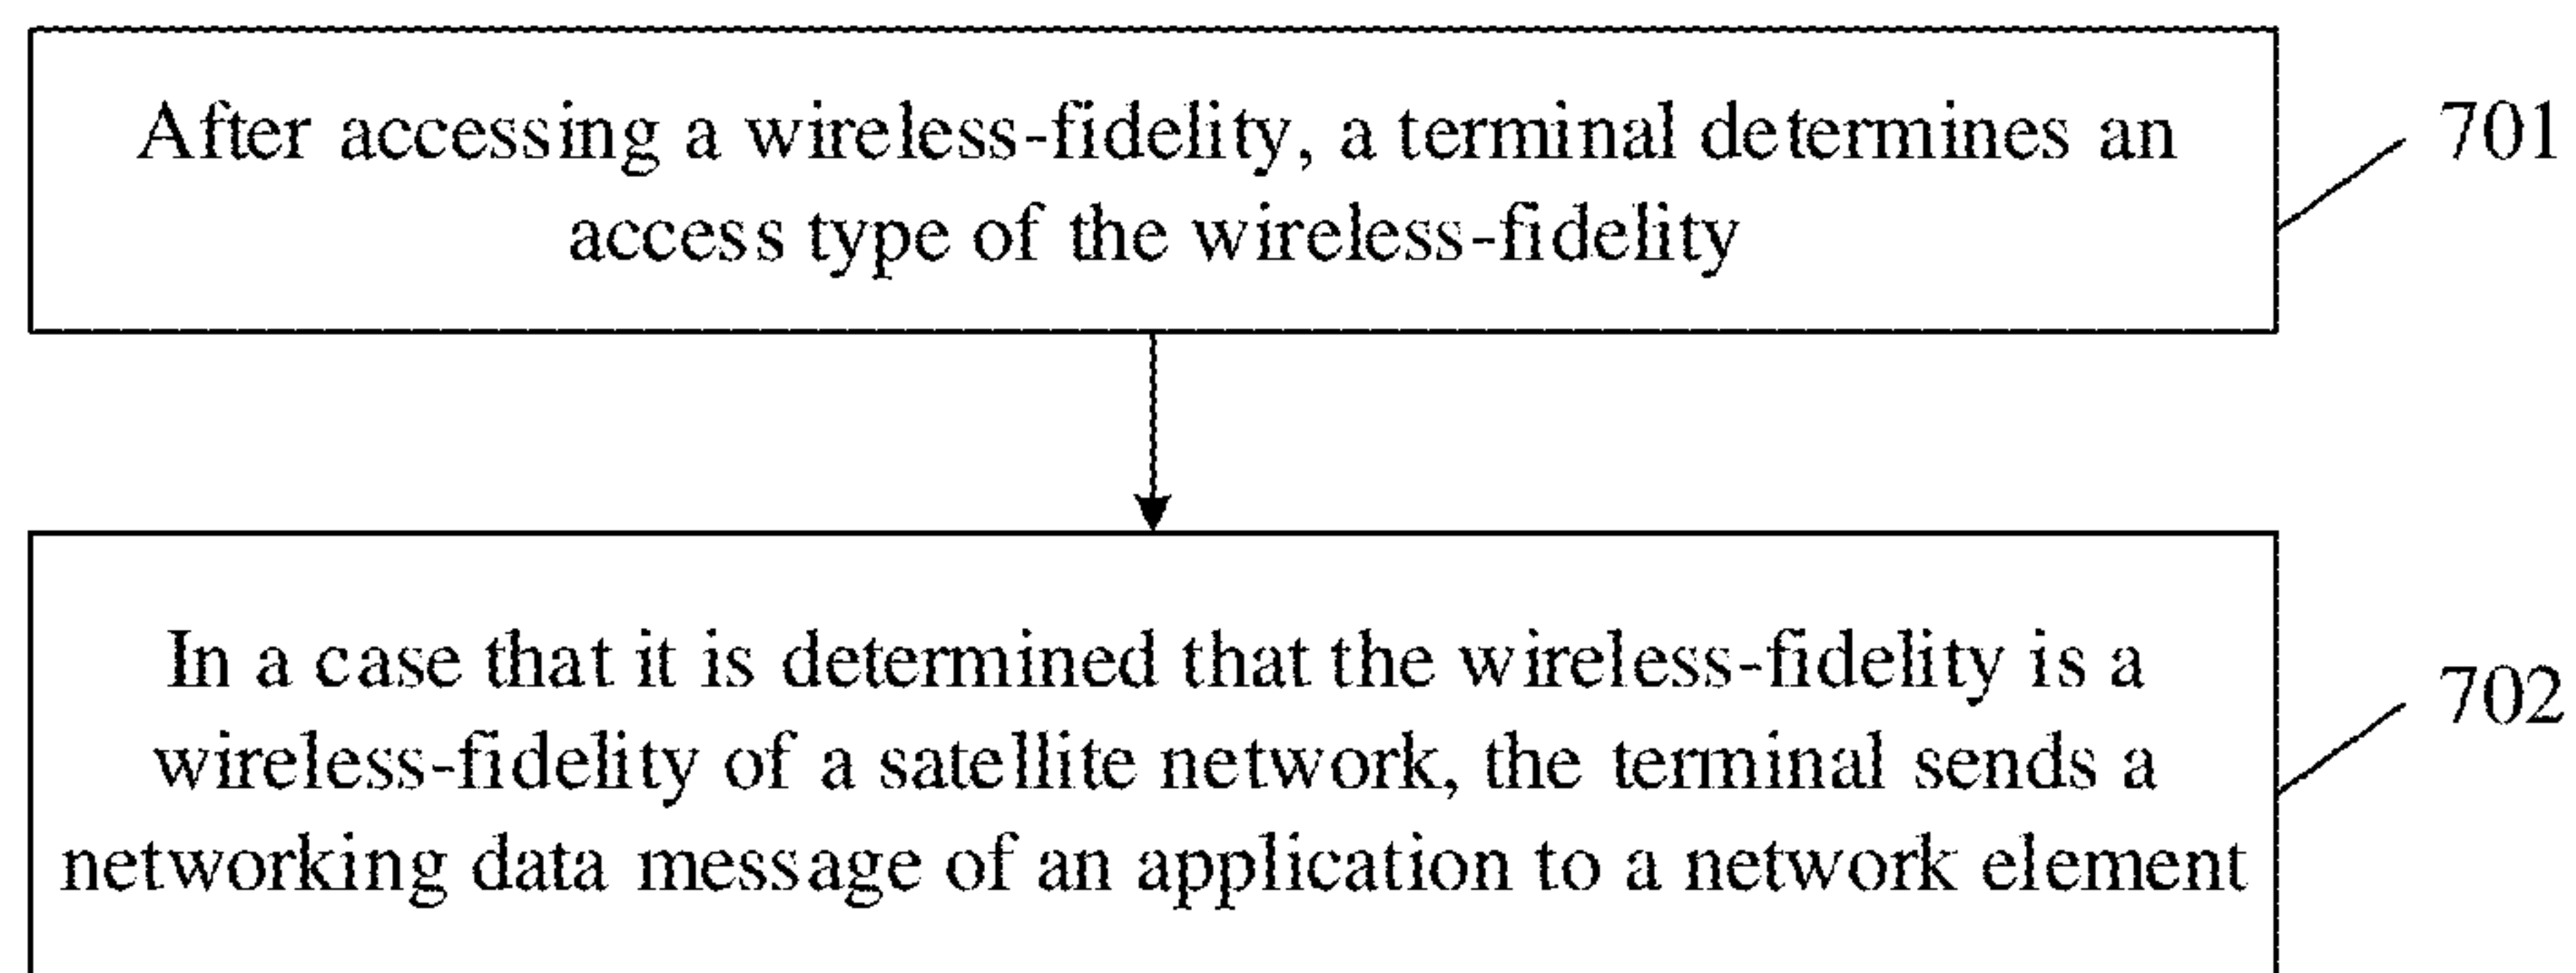 After accessing a wireless-fidelity, a terminal determines an
access type of the wireless-fidelity
701
In a case that it is determined that the wireless-fidelity is a
wireless-fidelity of a satellite network, the terminal sends a
networking data message of an application to a network element
702